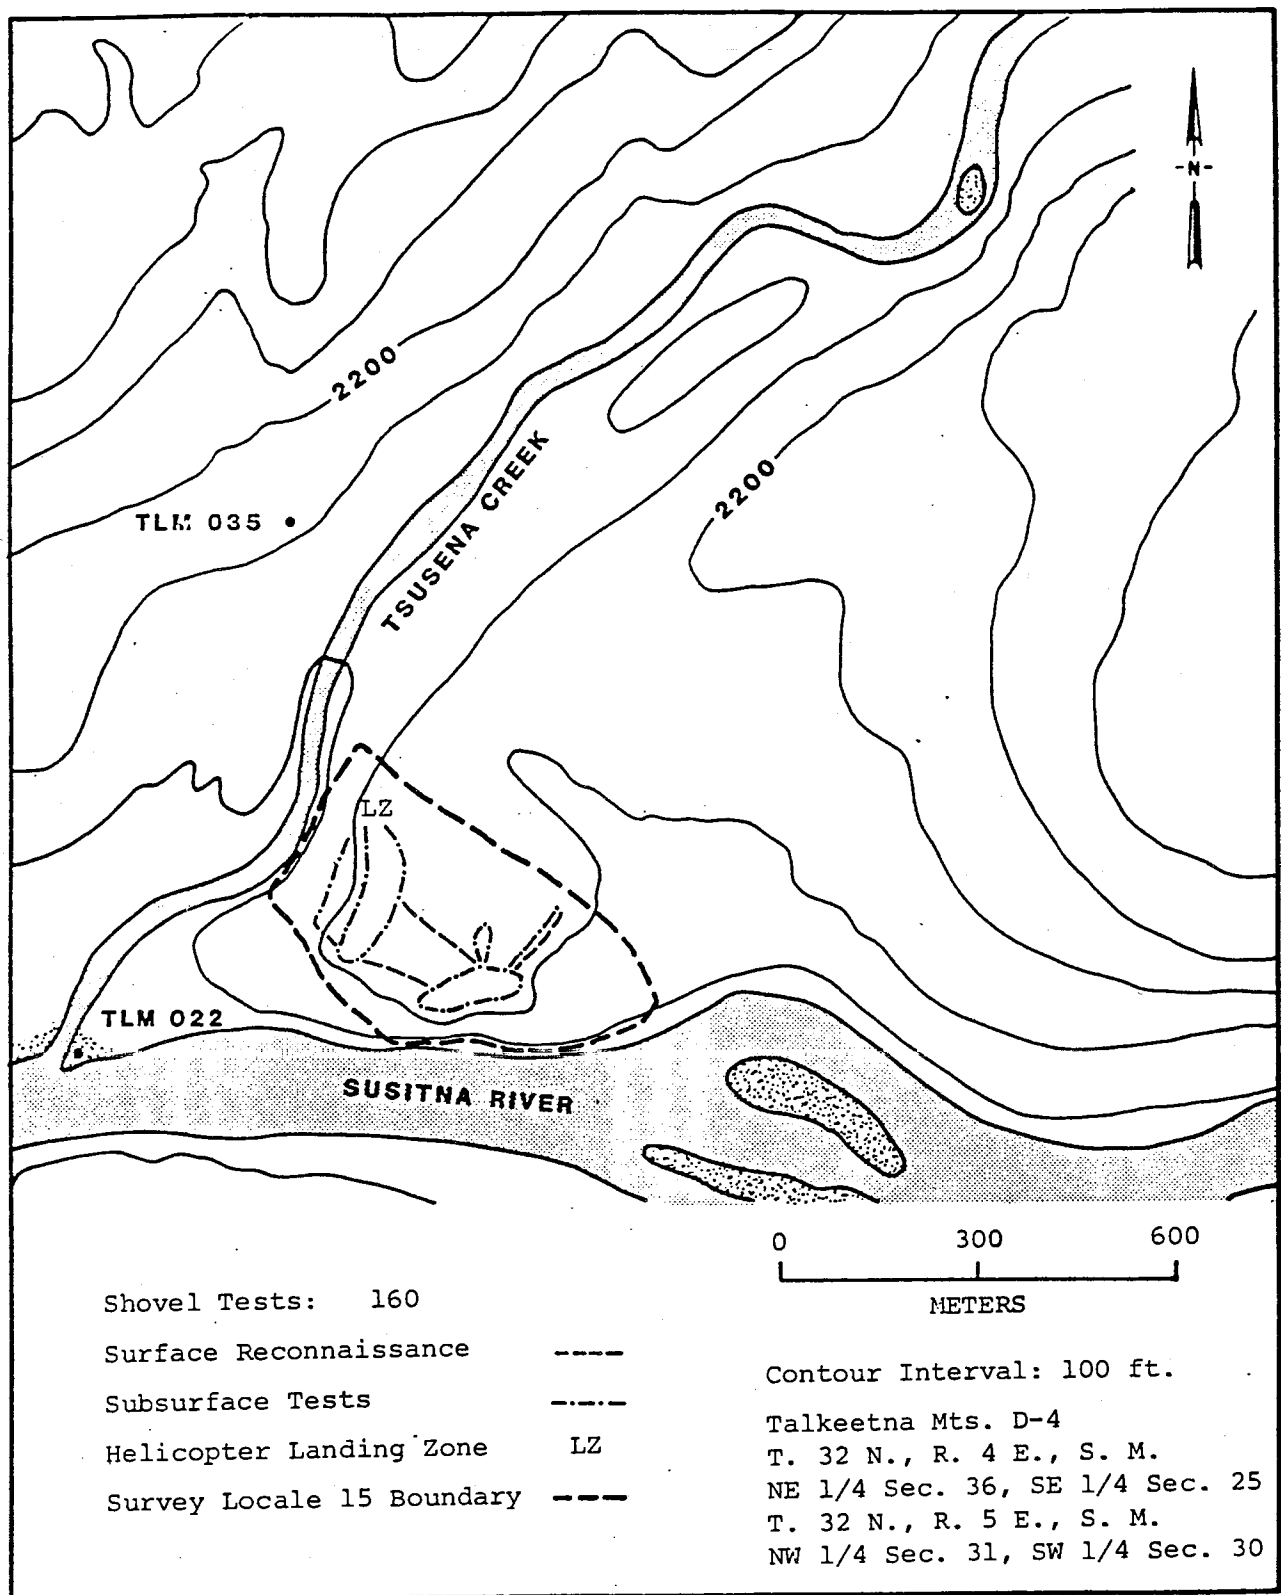 -N-
2200
2200
TSUSENA CREEK
TLM 035
LZ
TLM 022
SUSITNA RIVER
0 300 600
METERS
Shovel Tests: 160
Surface Reconnaissance
Subsurface Tests
Helicopter Landing Zone LZ
Survey Locale 15 Boundary
Contour Interval: 100 ft.
Talkeetna Mts. D-4
T. 32 N., R. 4 E., S. M.
NE 1/4 Sec. 36, SE 1/4 Sec. 25
T. 32 N., R. 5 E., S. M.
NW 1/4 Sec. 31, SW 1/4 Sec. 30